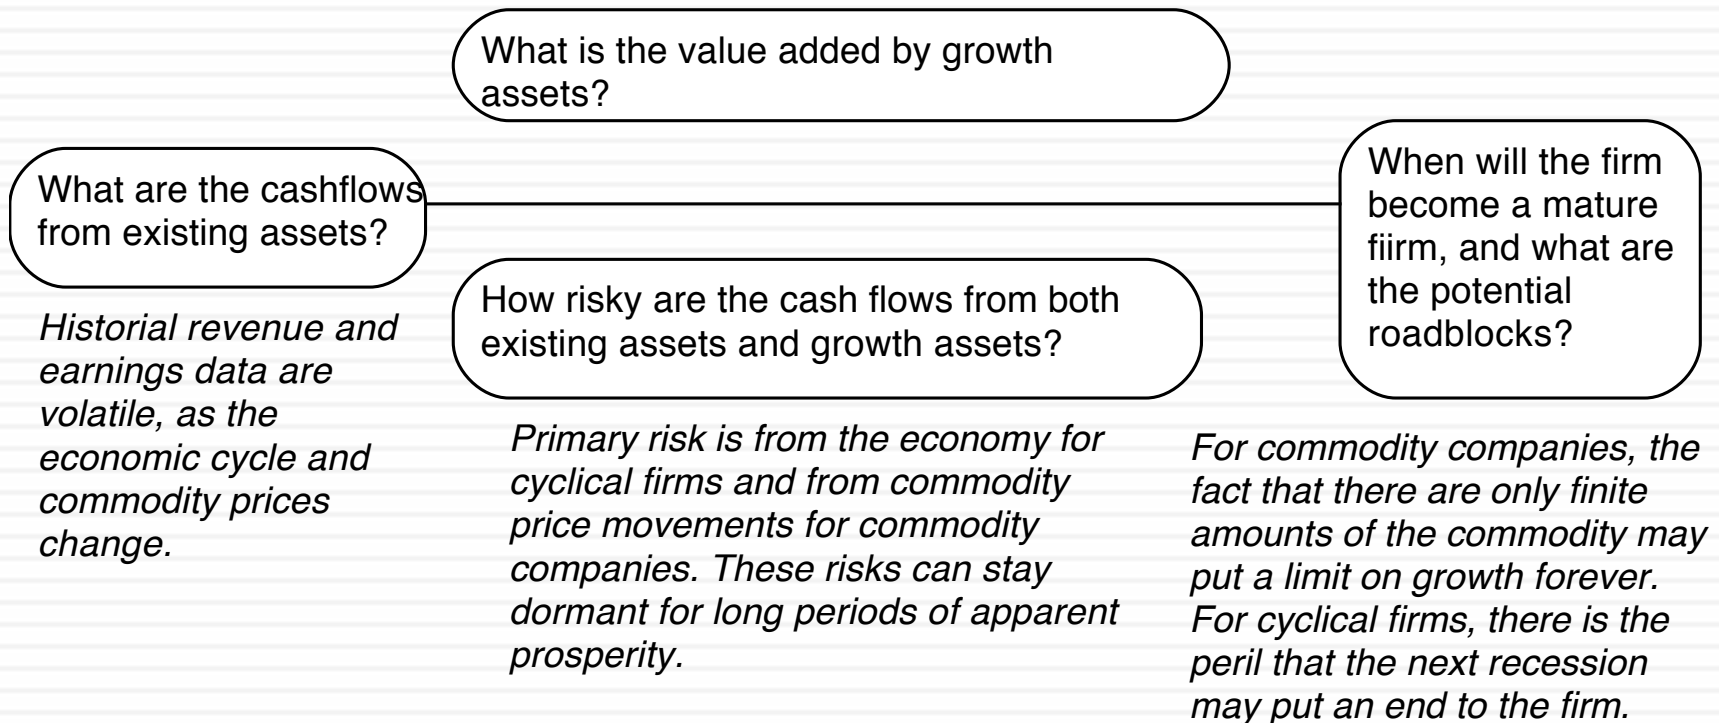 What is the value added by growth
assets?
What are the cashflows
from existing assets?
Historial revenue and
earnings data are
volatile, as the
economic cycle and
commodity prices
change.
How risky are the cash flows from both
existing assets and growth assets?
Primary risk is from the economy for
cyclical firms and from commodity
price movements for commodity
companies. These risks can stay
dormant for long periods of apparent
prosperity.
When will the firm
become a mature
fiirm, and what are
the potential
roadblocks?
For commodity companies, the
fact that there are only finite
amounts of the commodity may
put a limit on growth forever.
For cyclical firms, there is the
peril that the next recession
may put an end to the firm.